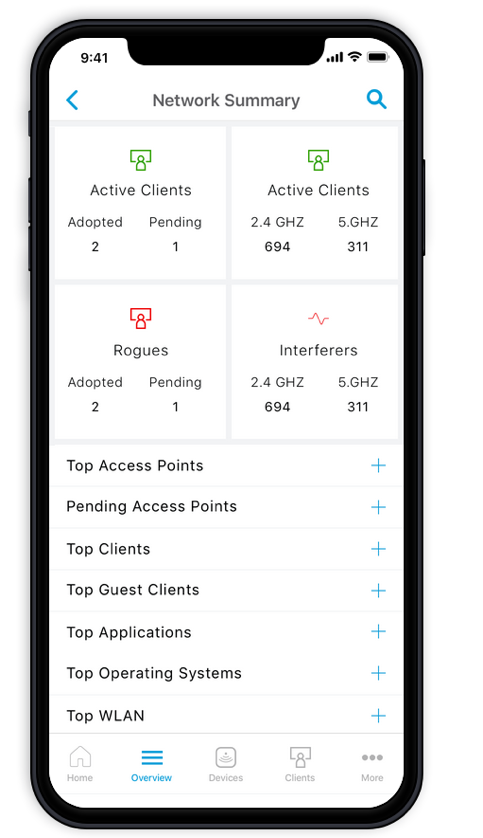 9:41
Network Summary
Active Clients
Adopted Pending
2 1
Active Clients
2.4 GHZ 5.GHZ
694 311
Rogues
Adopted Pending
2 1
Interferers
2.4 GHZ 5.GHZ
694 311
Top Access Points
Pending Access Points
Top Clients
Top Guest Clients
Top Applications
Top Operating Systems
Top WLAN
Home Overview Devices Clients More